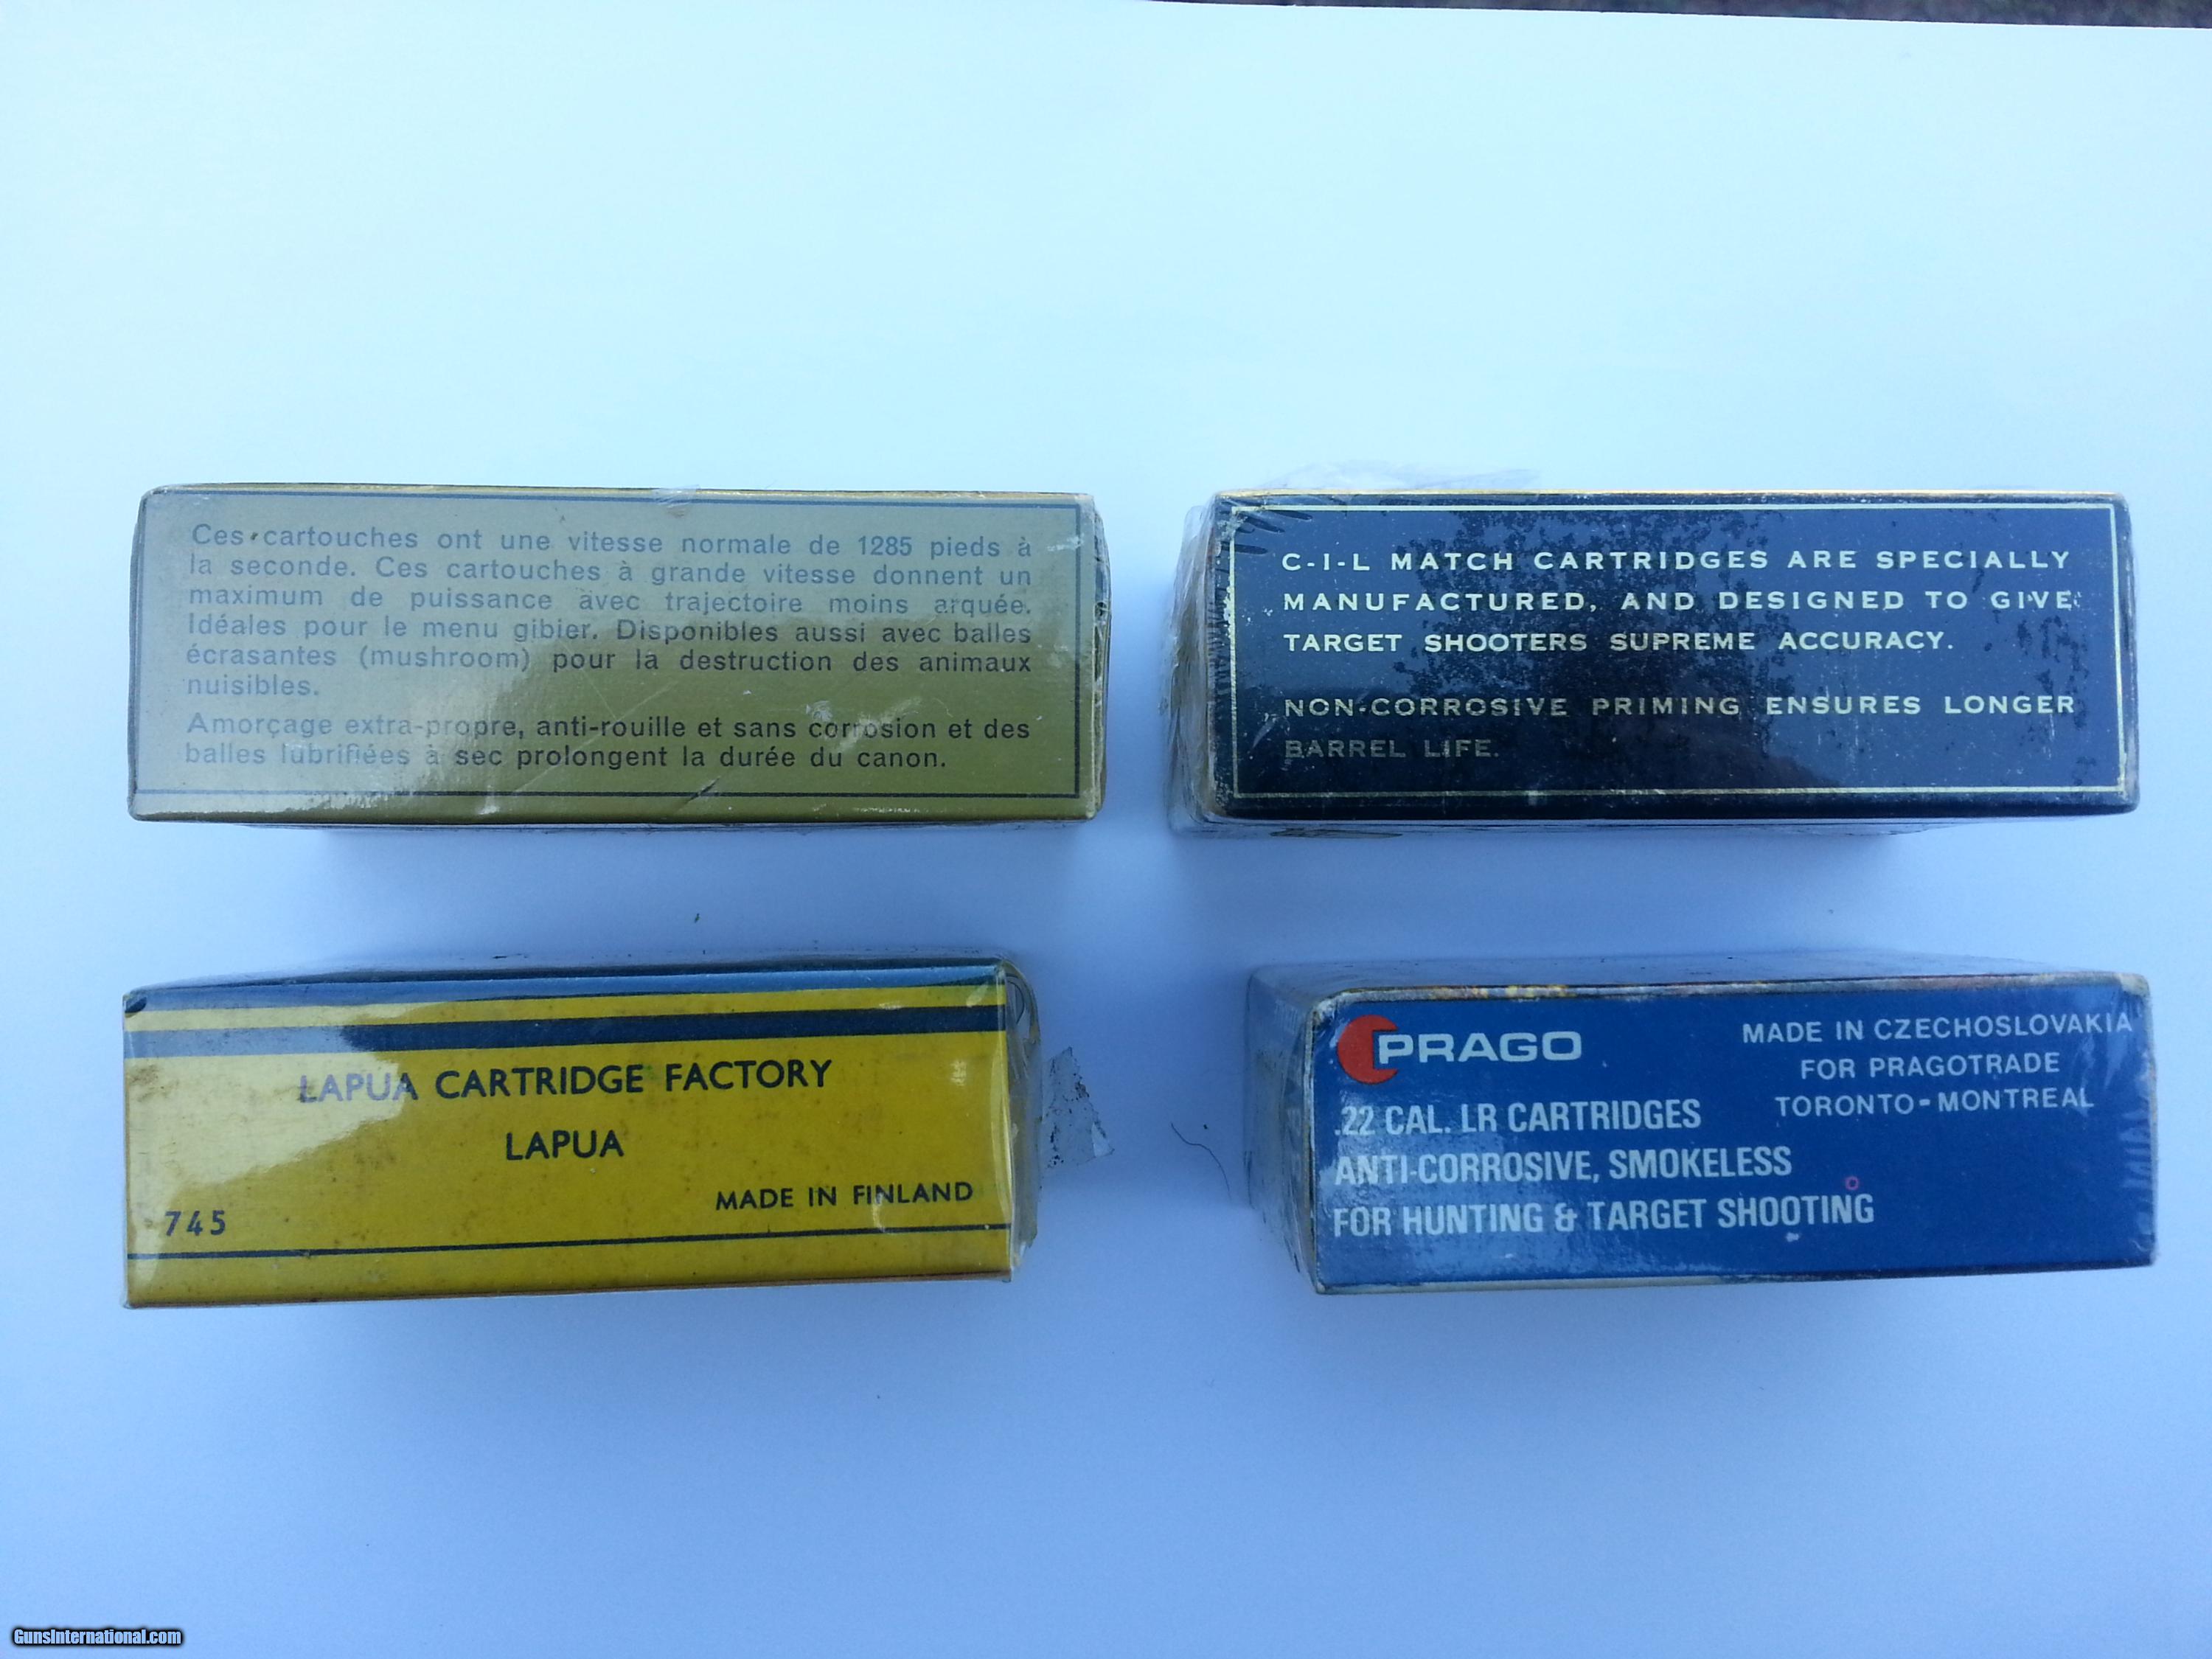 Ces cartouches ont une vitesse normale de 1285 pieds à
la seconde. Ces cartouches à grande vitesse donnent un
maximum de puissance avec trajectoire moins arquée.
Idéales pour le menu gibier. Disponibles aussi avec balles
écrasantes (mushroom) pour la destruction des animaux
nuisibles.
Amorçage extra-propre, anti-rouille et sans corrosion et des
balles lubrifiées à sec prolongent la durée du canon.
C-I-L MATCH CARTRIDGES ARE SPECIALLY
MANUFACTURED, AND DESIGNED TO GIVE
TARGET SHOOTERS SUPREME ACCURACY.
NON-CORROSIVE PRIMING ENSURES LONGER
BARREL LIFE.
LAPUA CARTRIDGE FACTORY
LAPUA
MADE IN FINLAND
745
PRAGO
MADE IN CZECHOSLOVAKIA
FOR PRAGOTRADE
TORONTO-MONTREAL
.22 CAL. LR CARTRIDGES
ANTI-CORROSIVE, SMOKELESS
FOR HUNTING & TARGET SHOOTING
GunsInternational.com